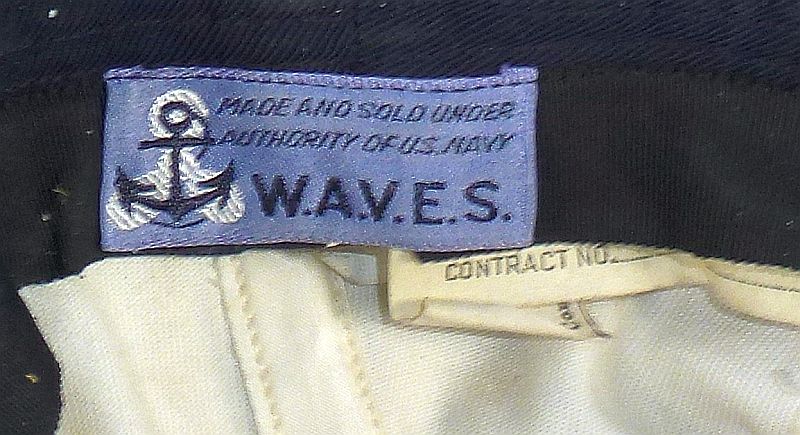 MADE AND SOLD UNDER
AUTHORITY OF U.S. NAVY
W.A.V.E.S.
CONTRACT NO.